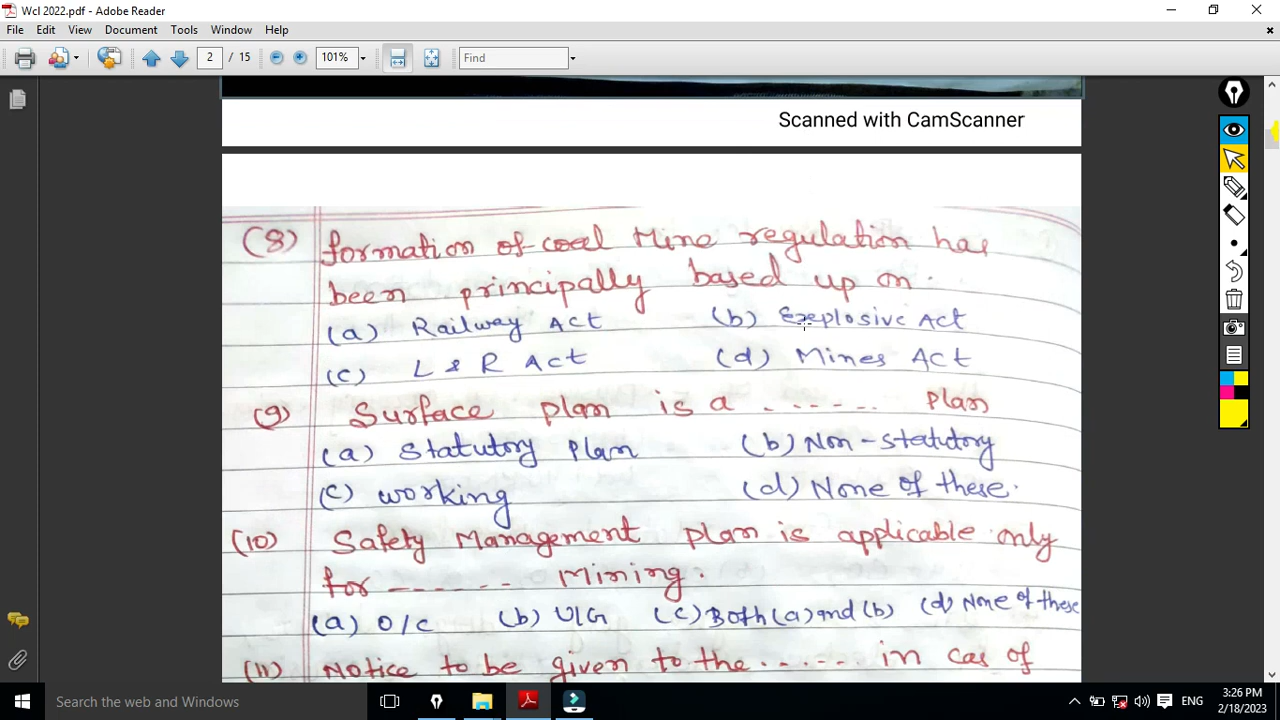 Wcl 2022.pdf - Adobe Reader
File Edit View Document Tools Window Help
2 / 15 101% Find
Scanned with CamScanner
(8) formation of coal Mine regulation has
been principally based up on.
(a) Railway Act (b) Exeplosive Act
(c) L & R Act (d) Mines Act
(9) Surface plan is a ...... plan
(a) Statutory plan (b) Non-statutory
(c) working (d) None of these.
(10) Safety Management plan is applicable only
for ------ Mining.
(a) O/C (b) U/G (c) Both (a) and (b) (d) None of these
(11) Notice to be given to the ...... in cas of
Search the web and Windows
ENG
3:26 PM
2/18/2023